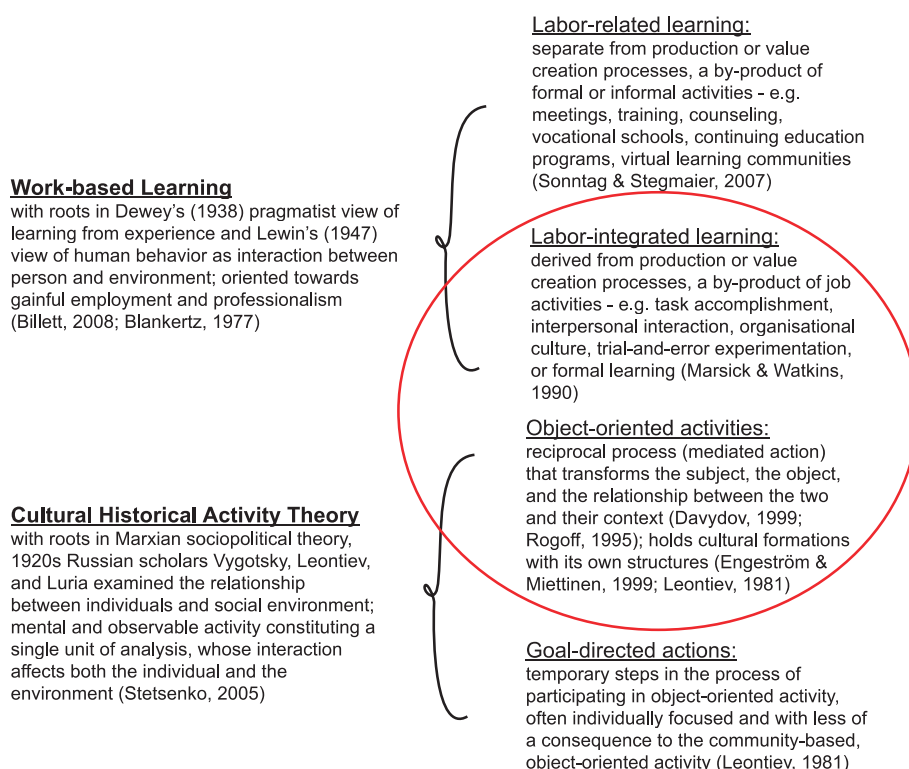 Labor-related learning:
separate from production or value
creation processes, a by-product of
formal or informal activities - e.g.
meetings, training, counseling,
vocational schools, continuing education
programs, virtual learning communities
(Sonntag & Stegmaier, 2007)
Work-based Learning
with roots in Dewey's (1938) pragmatist view of
learning from experience and Lewin's (1947)
view of human behavior as interaction between
person and environment; oriented towards
gainful employment and professionalism
(Billett, 2008; Blankertz, 1977)
Labor-integrated learning:
derived from production or value
creation processes, a by-product of job
activities - e.g. task accomplishment,
interpersonal interaction, organisational
culture, trial-and-error experimentation,
or formal learning (Marsick & Watkins,
1990)
Object-oriented activities:
reciprocal process (mediated action)
that transforms the subject, the object,
and the relationship between the two
and their context (Davydov, 1999;
Rogoff, 1995); holds cultural formations
with its own structures (Engeström &
Miettinen, 1999; Leontiev, 1981)
Cultural Historical Activity Theory
with roots in Marxian sociopolitical theory,
1920s Russian scholars Vygotsky, Leontiev,
and Luria examined the relationship
between individuals and social environment;
mental and observable activity constituting a
single unit of analysis, whose interaction
affects both the individual and the
environment (Stetsenko, 2005)
Goal-directed actions:
temporary steps in the process of
participating in object-oriented activity,
often individually focused and with less of
a consequence to the community-based,
object-oriented activity (Leontiev, 1981)